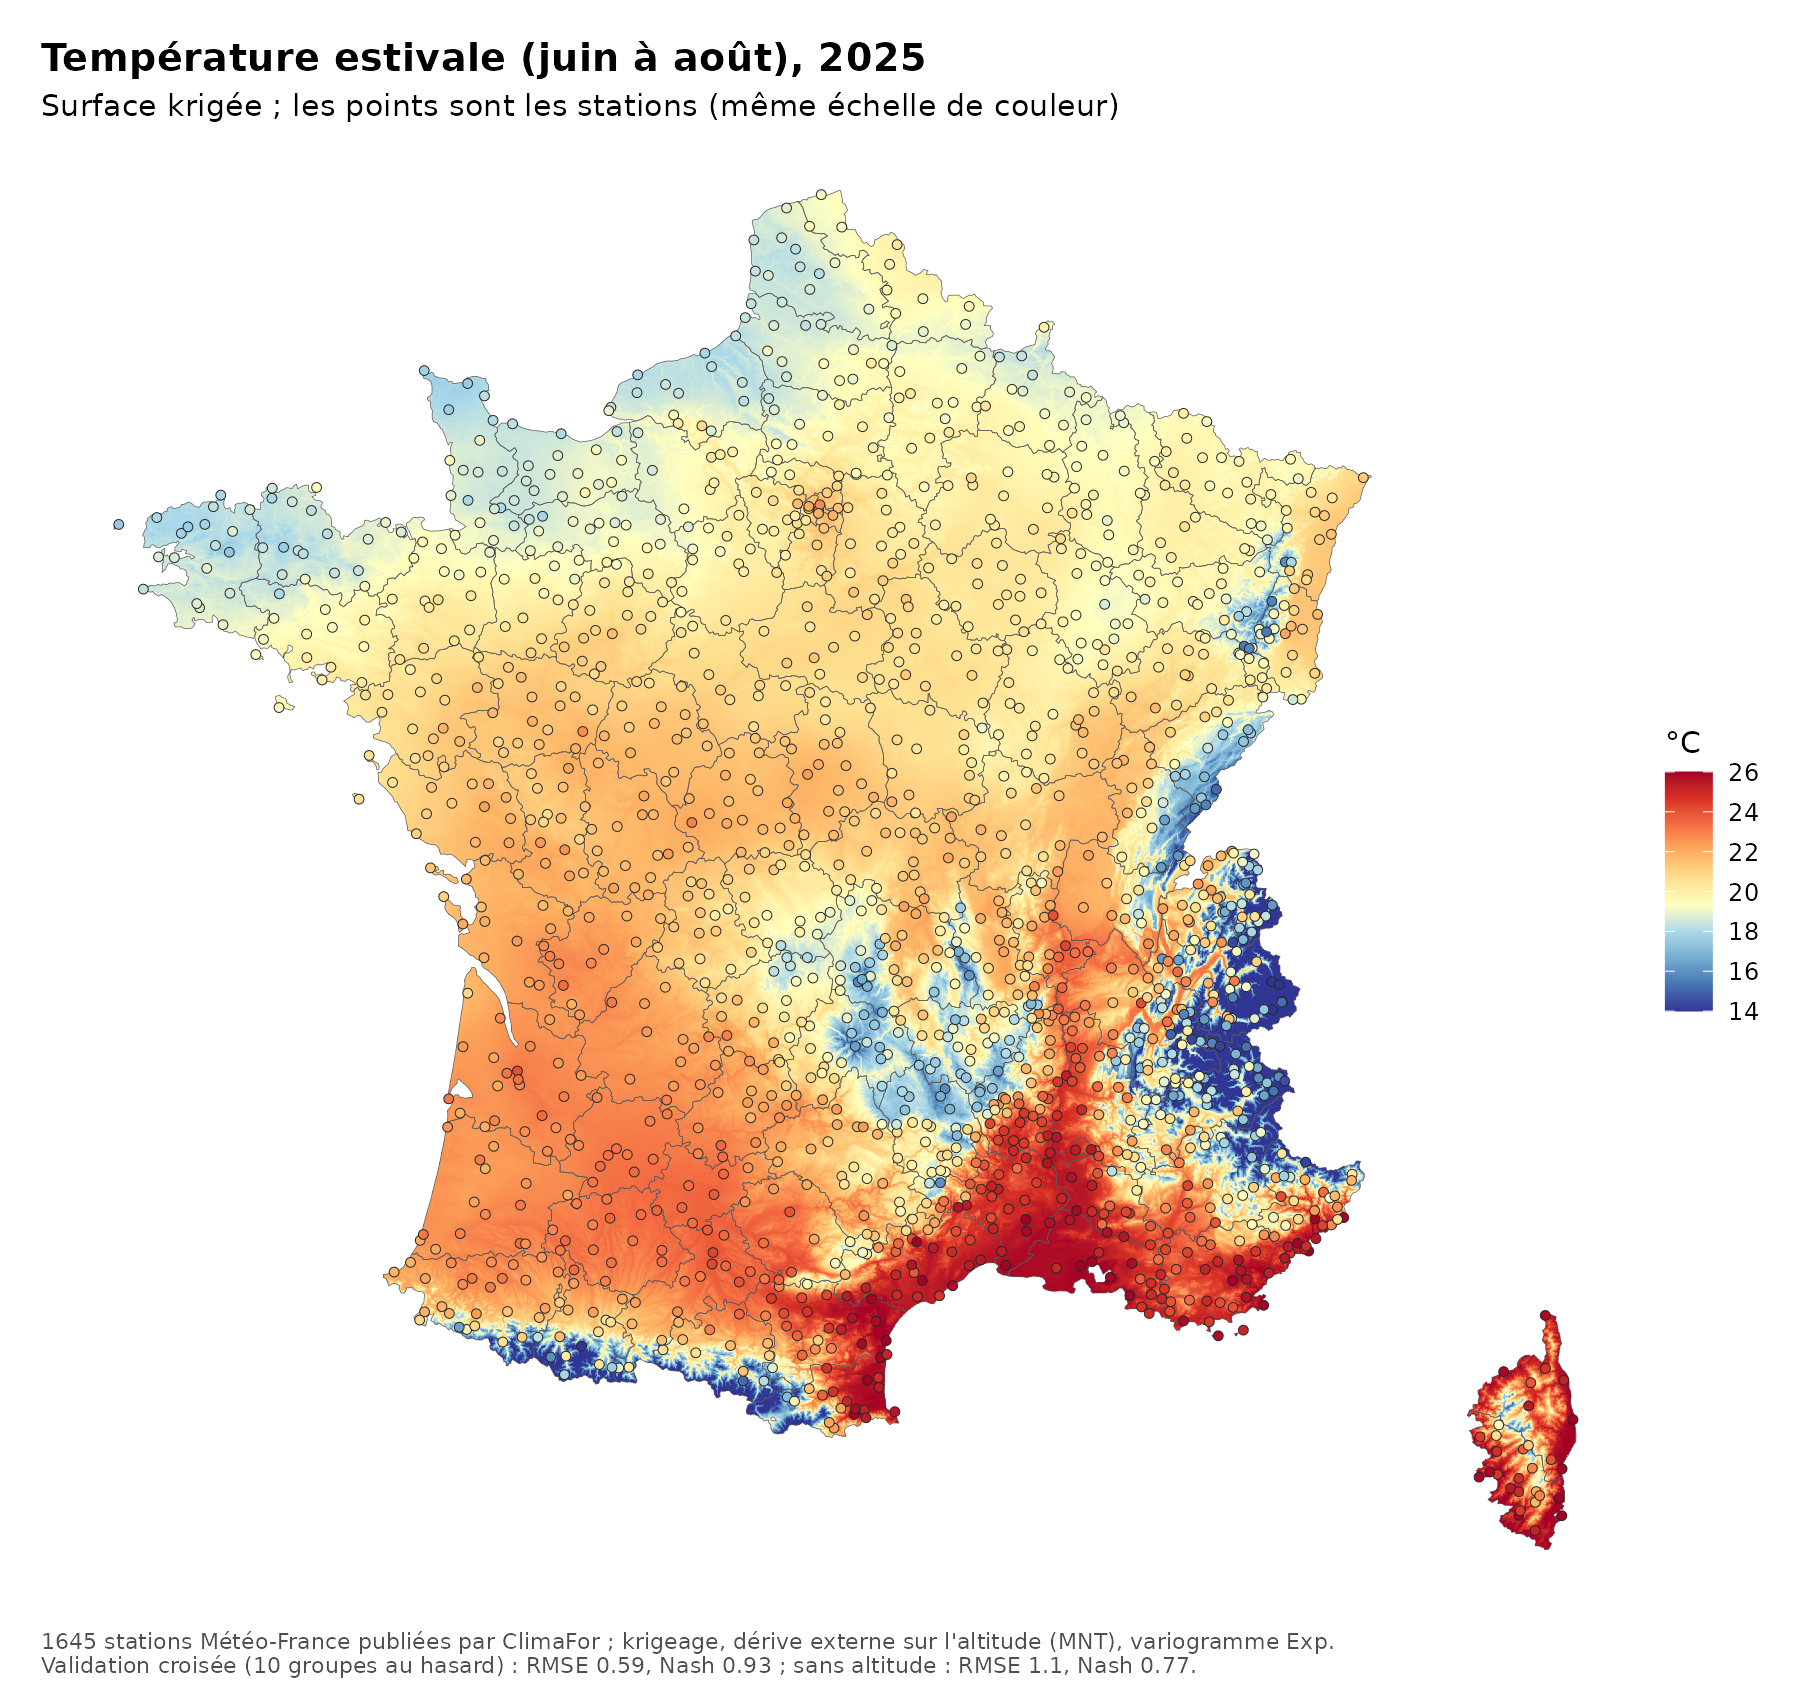 Température estivale (juin à août), 2025
Surface krigée ; les points sont les stations (même échelle de couleur)
°C
26
24
22
20
18
16
14
1645 stations Météo-France publiées par ClimaFor ; krigeage, dérive externe sur l'altitude (MNT), variogramme Exp.
Validation croisée (10 groupes au hasard) : RMSE 0.59, Nash 0.93 ; sans altitude : RMSE 1.1, Nash 0.77.